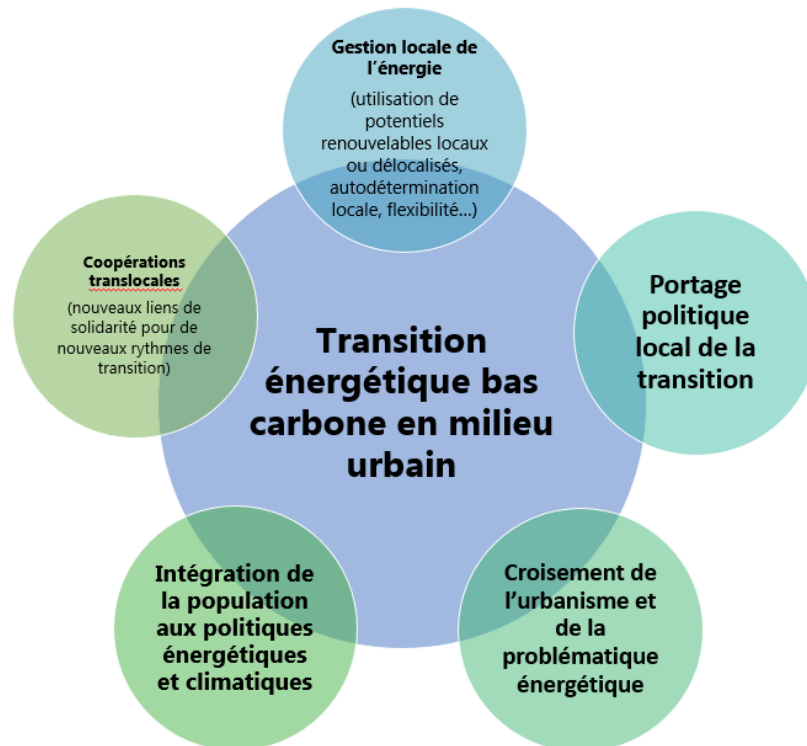 Gestion locale de
l’énergie
(utilisation de
potentiels
renouvelables locaux
ou délocalisés,
autodétermination
locale, flexibilité…)
Portage
politique
local de la
transition
Coopérations
translocales
(nouveaux liens de
solidarité pour de
nouveaux rythmes de
transition)
Transition
énergétique bas
carbone en milieu
urbain
Intégration de
la population
aux politiques
énergétiques
et climatiques
Croisement de
l’urbanisme et
de la
problématique
énergétique